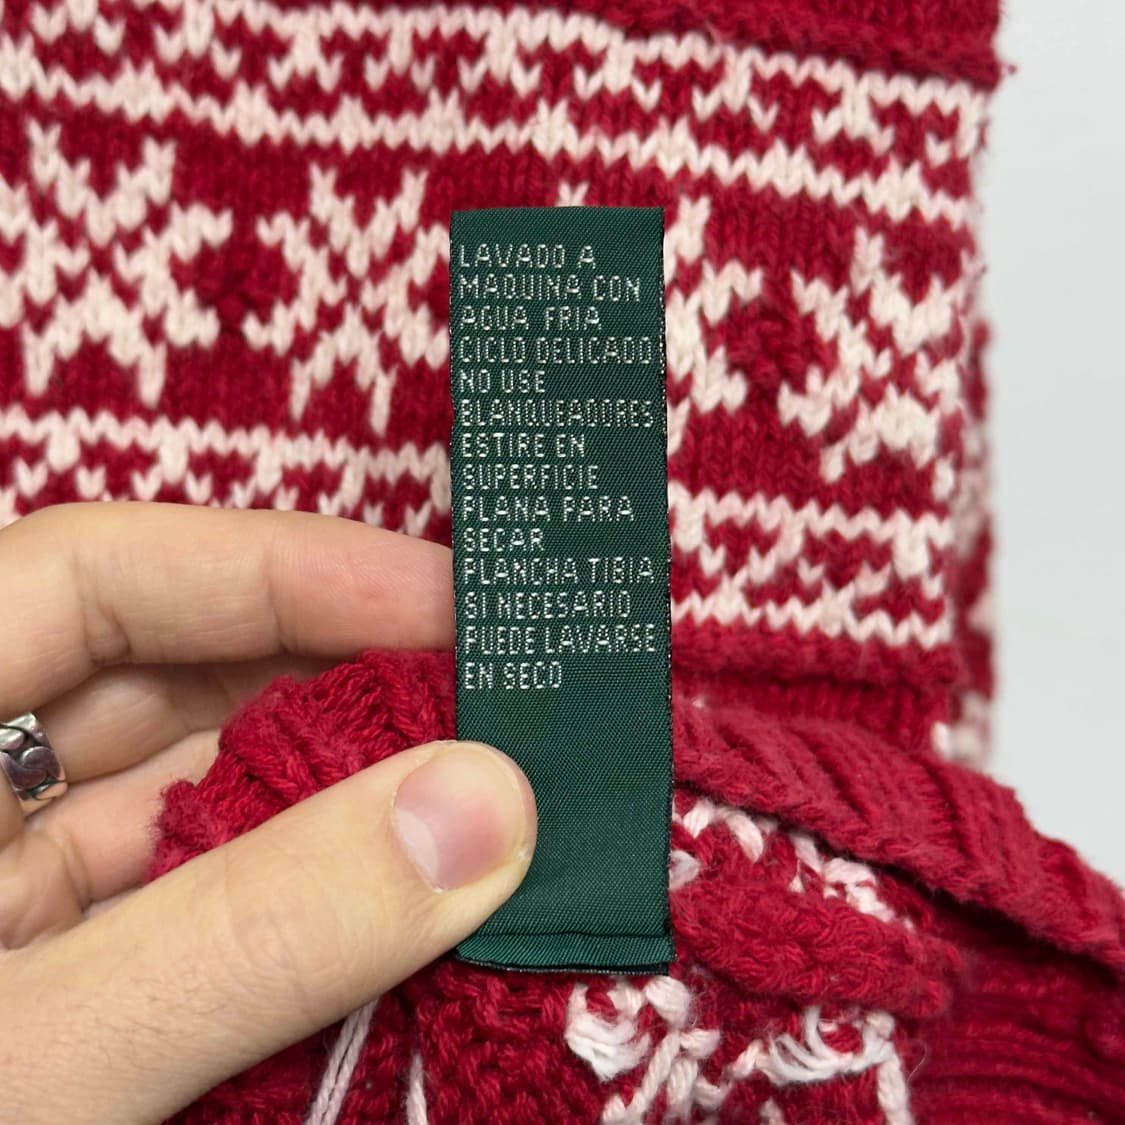 LAVADO A
MAQUINA CON
AGUA FRIA
CICLO DELICADO
NO USE
BLANQUEADORES
ESTIRE EN
SUPERFICIE
PLANA PARA
SECAR
PLANCHA TIBIA
SI NECESARIO
PUEDE LAVARSE
EN SECO